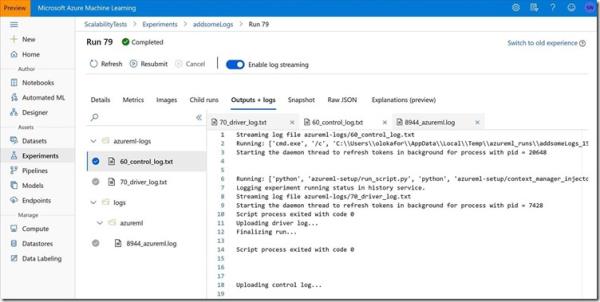 Preview
Microsoft Azure Machine Learning
SN
ScalabilityTests > Experiments > addsomeLogs > Run 79
Run 79 Completed
Switch to old experience
Refresh Resubmit Cancel Enable log streaming
New
Home
Author
Notebooks
Automated ML
Designer
Assets
Datasets
Experiments
Pipelines
Models
Endpoints
Manage
Compute
Datastores
Data Labeling
Details Metrics Images Child runs Outputs + logs Snapshot Raw JSON Explanations (preview)
azureml-logs
60_control_log.txt
70_driver_log.txt
logs
azureml
8944_azureml.log
70_driver_log.txt 60_control_log.txt 8944_azureml.log
1 Streaming log file azureml-logs/60_control_log.txt
2 Running: ['cmd.exe', '/c', 'C:\\Users\\olokafor\\AppData\\Local\\Temp\\azureml_runs\\addsomeLogs_15
3 Starting the daemon thread to refresh tokens in background for process with pid = 20648
4
5
6 Running: ['python', 'azureml-setup/run_script.py', 'python', 'azureml-setup/context_manager_injecto
7 Logging experiment running status in history service.
8 Streaming log file azureml-logs/70_driver_log.txt
9 Starting the daemon thread to refresh tokens in background for process with pid = 7428
10 Script process exited with code 0
11 Uploading driver log...
12 Finalizing run...
13
14 Script process exited with code 0
15
16
17
18 Uploading control log...
19